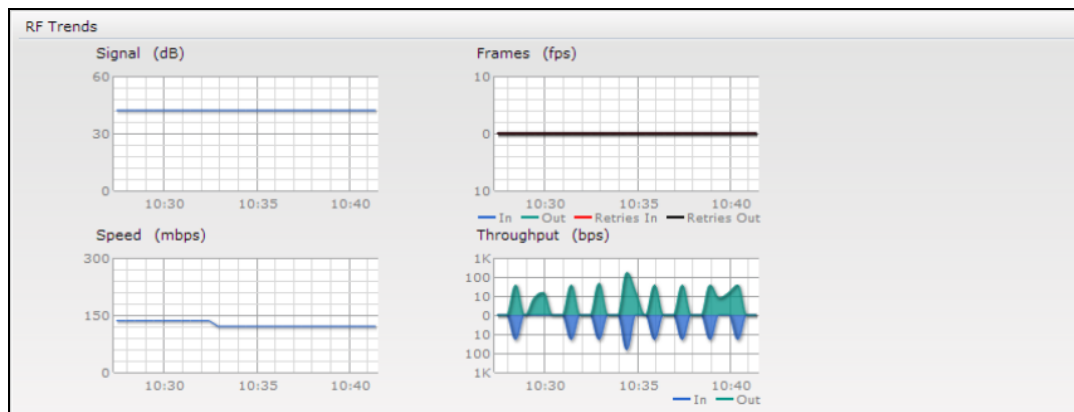 RF Trends
Signal (dB)
60
30
0
10:30 10:35 10:40
Frames (fps)
10
0
10
10:30 10:35 10:40
In Out Retries In Retries Out
Speed (mbps)
300
150
0
10:30 10:35 10:40
Throughput (bps)
1K
100
10
0
10
100
1K
10:30 10:35 10:40
In Out